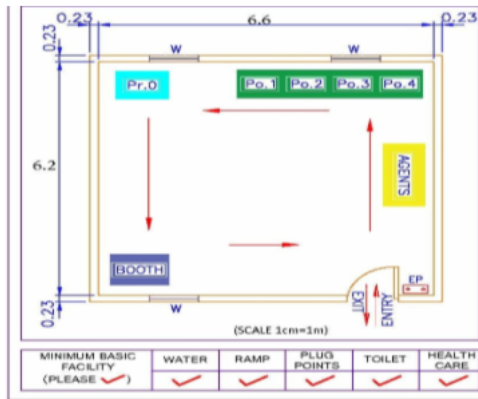 0.23 6.6 0.23
0.23
W W
Pr.0 Po.1 Po.2 Po.3 Po.4
6.2
AGENTS
BOOTH
EP
EXIT ENTRY
0.23
W
(SCALE 1cm=1m)
MINIMUM BASIC FACILITY (PLEASE ✓) WATER RAMP PLUG POINTS TOILET HEALTH CARE
✓ ✓ ✓ ✓ ✓